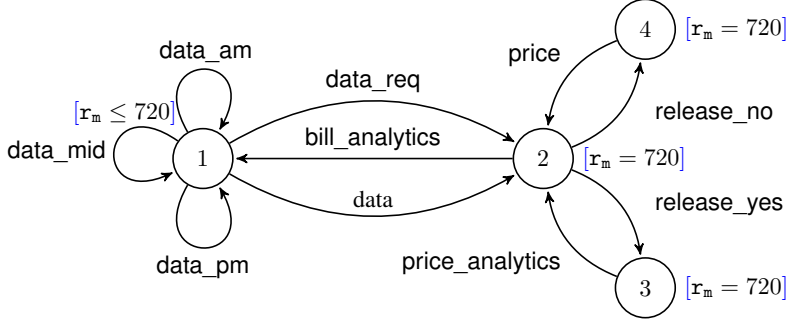 data_am
4
[r_m = 720]
price
data_req
[r_m ≤ 720]
release_no
bill_analytics
data_mid
1
2
[r_m = 720]
data
release_yes
data_pm
price_analytics
3
[r_m = 720]